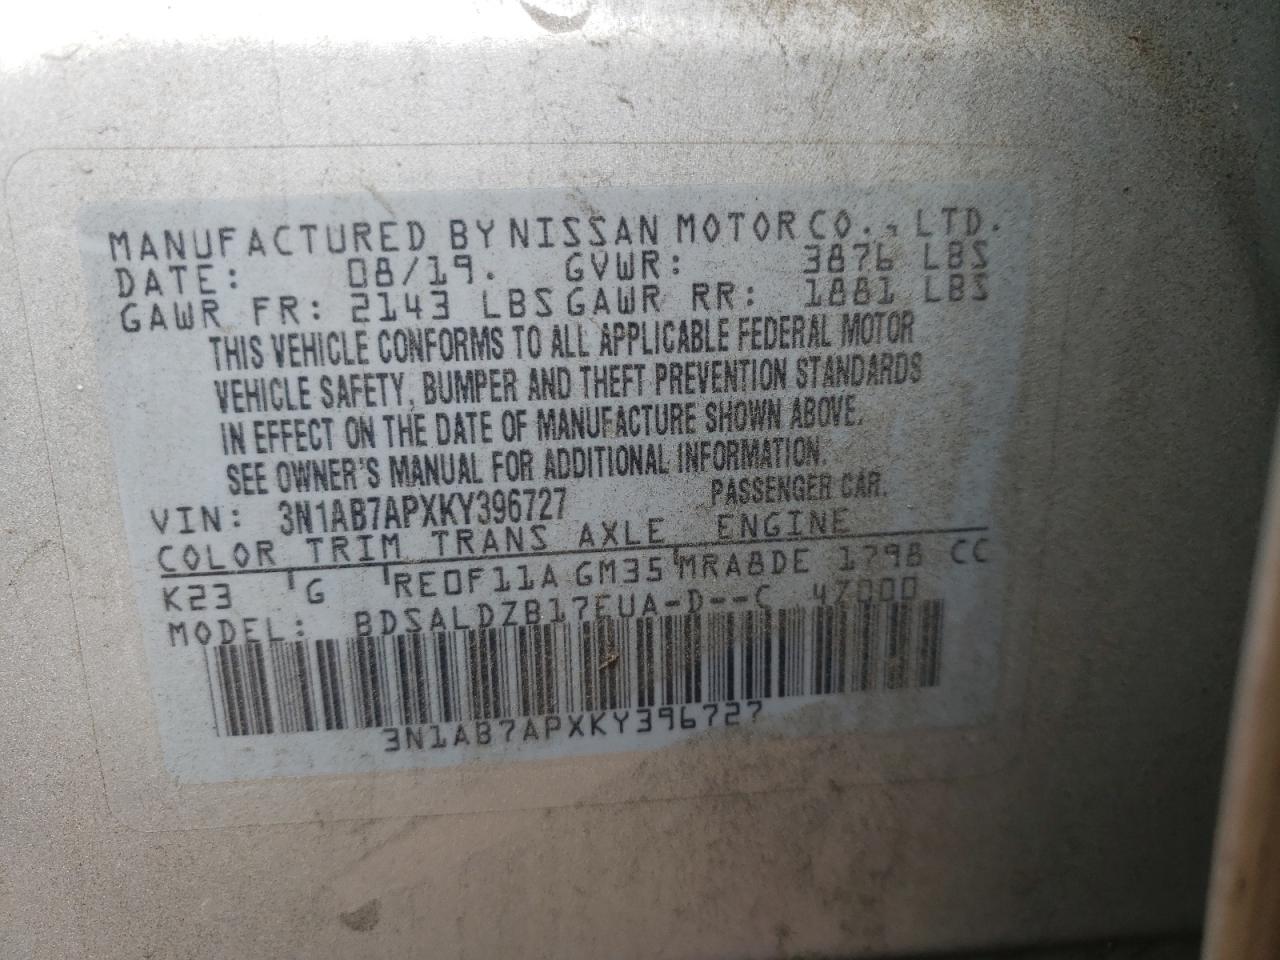 MANUFACTURED BY NISSAN MOTOR CO., LTD.
DATE: 08/19. GVWR: 3876 LBS
GAWR FR: 2143 LBS GAWR RR: 1881 LBS
THIS VEHICLE CONFORMS TO ALL APPLICABLE FEDERAL MOTOR
VEHICLE SAFETY, BUMPER AND THEFT PREVENTION STANDARDS
IN EFFECT ON THE DATE OF MANUFACTURE SHOWN ABOVE.
SEE OWNER'S MANUAL FOR ADDITIONAL INFORMATION.
VIN: 3N1AB7APXKY396727 PASSENGER CAR.
COLOR TRIM TRANS AXLE ENGINE
K23 G RE0F11A GM35 MRA8DE 1798 CC
MODEL: BDSALDZB17EUA-D--C 4Z000
3N1AB7APXKY396727